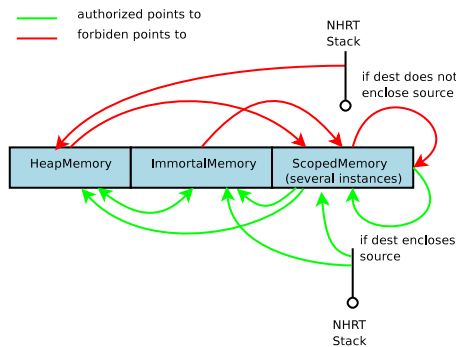 authorized points to
forbiden points to
NHRT
Stack
if dest does not
enclose source
HeapMemory
ImmortalMemory
ScopedMemory
(several instances)
if dest encloses
source
NHRT
Stack